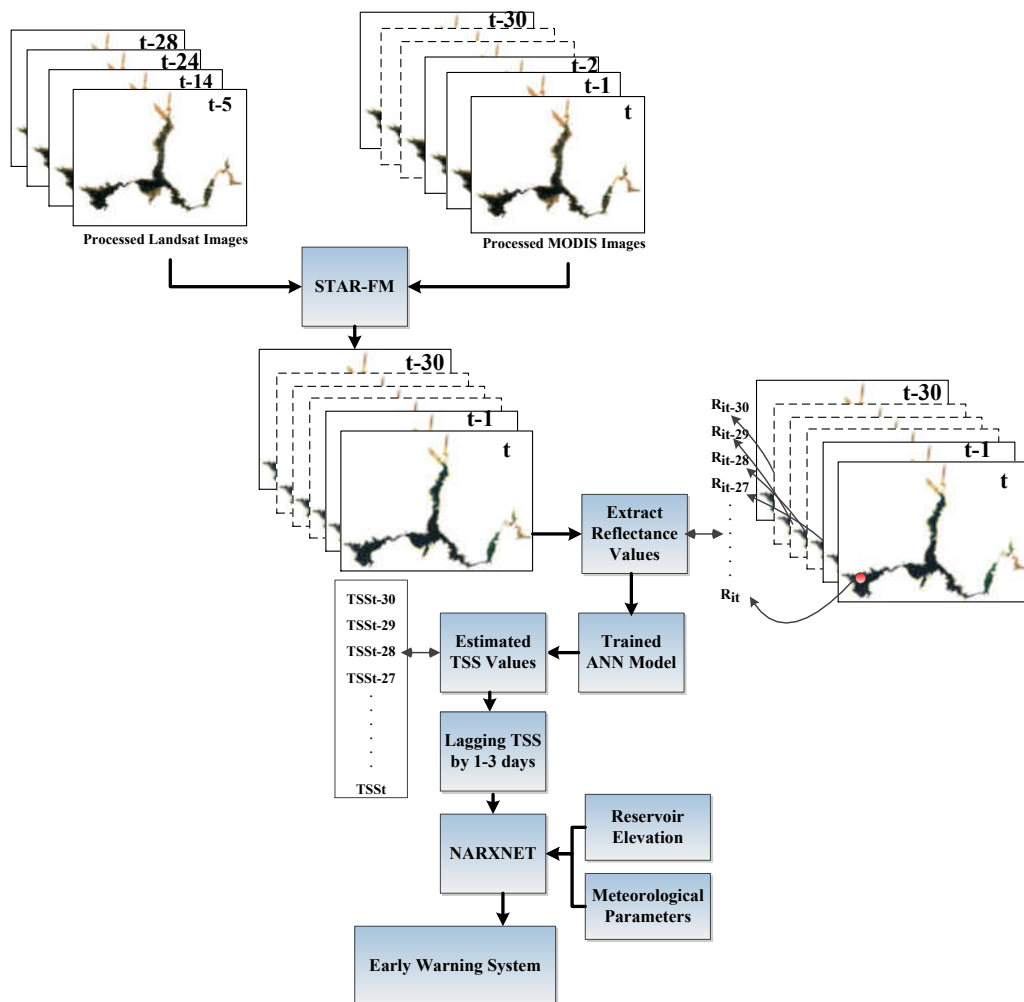 t-28
t-24
t-14
t-5
Processed Landsat Images
t-30
t-2
t-1
t
Processed MODIS Images
STAR-FM
t-30
t-1
t
Extract
Reflectance
Values
Rit-30
Rit-29
Rit-28
Rit-27
.
.
.
.
.
Rit
t-30
t-1
t
TSSt-30
TSSt-29
TSSt-28
TSSt-27
.
.
.
.
.
TSSt
Estimated
TSS Values
Trained
ANN Model
Lagging TSS
by 1-3 days
NARXNET
Reservoir
Elevation
Meteorological
Parameters
Early Warning System